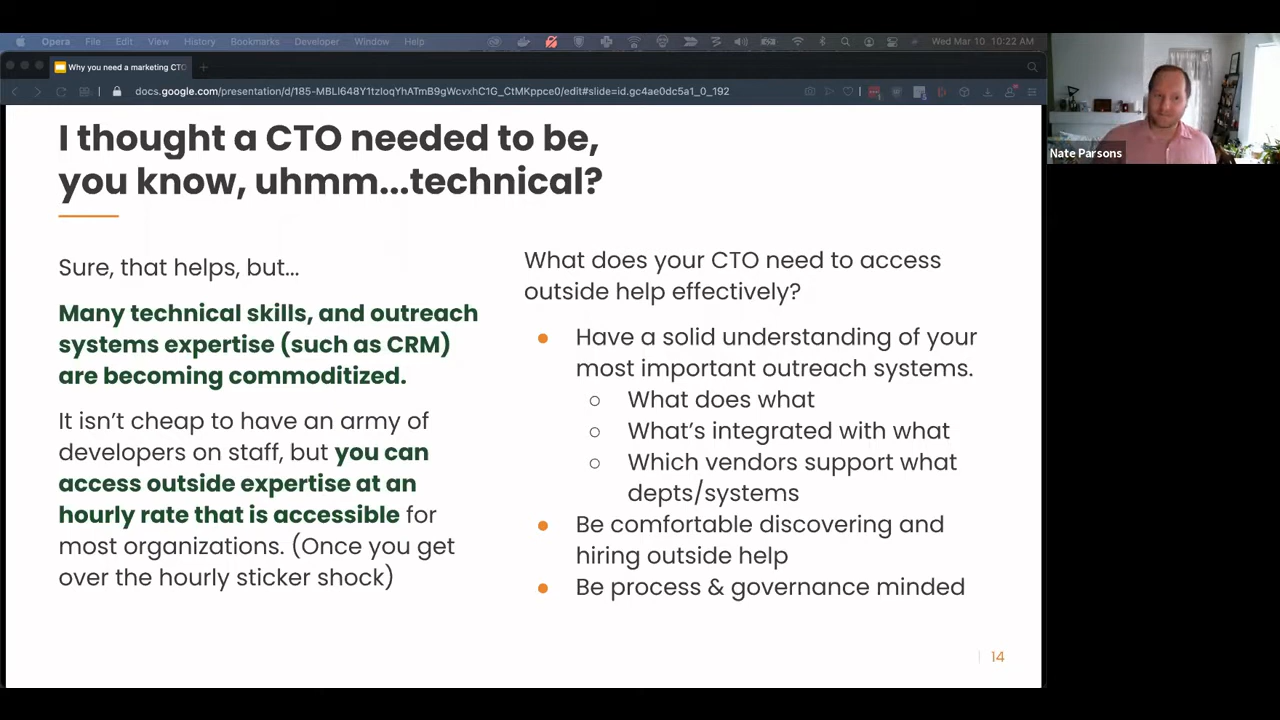 Opera File Edit View History Bookmarks Developer Window Help Wed Mar 10 10:22 AM
Why you need a marketing CTO
docs.google.com/presentation/d/185-MBLI648Y1tzIoqYhATmB9gWcvxhC1G_CtMKppce0/edit#slide=id.gc4ae0dc5a1_0_192
Nate Parsons
I thought a CTO needed to be,
you know, uhmm...technical?
Sure, that helps, but...
Many technical skills, and outreach
systems expertise (such as CRM)
are becoming commoditized.
It isn't cheap to have an army of
developers on staff, but you can
access outside expertise at an
hourly rate that is accessible for
most organizations. (Once you get
over the hourly sticker shock)
What does your CTO need to access
outside help effectively?
● Have a solid understanding of your
most important outreach systems.
○ What does what
○ What's integrated with what
○ Which vendors support what
depts/systems
● Be comfortable discovering and
hiring outside help
● Be process & governance minded
14